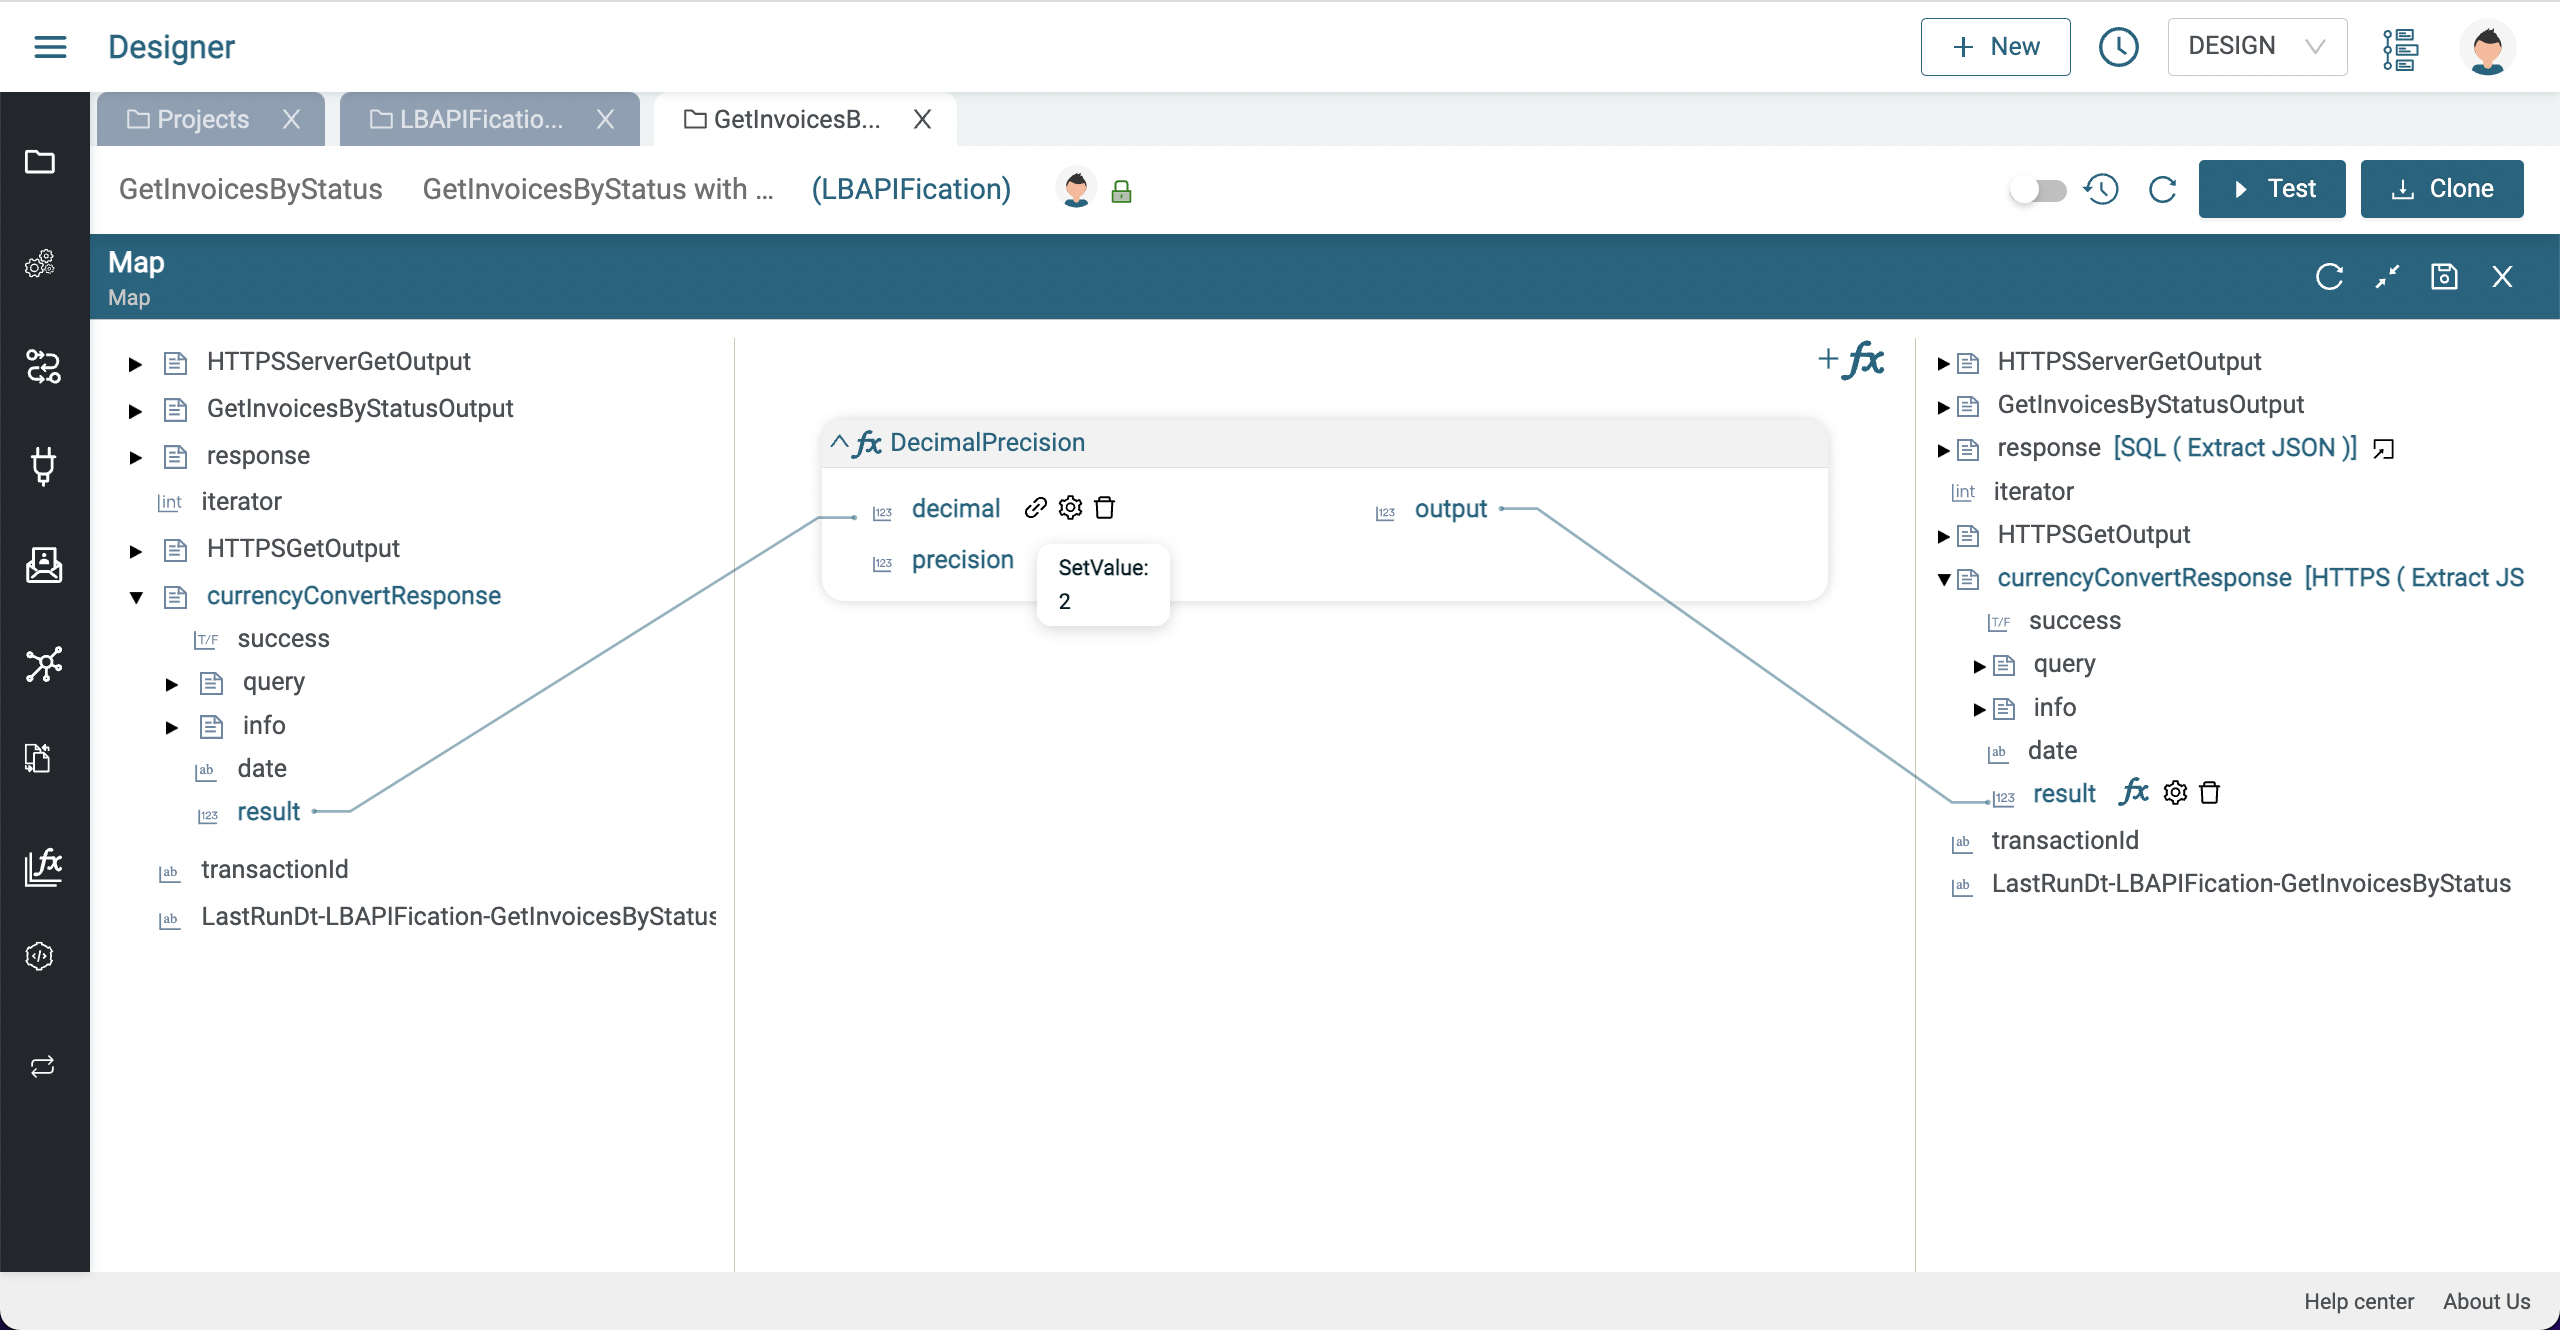 Designer
+ New
DESIGN
Projects X
LBAPIFicatio... X
GetInvoicesB... X
GetInvoicesByStatus GetInvoicesByStatus with ... (LBAPIFication)
Test
Clone
Map
Map
HTTPSServerGetOutput
GetInvoicesByStatusOutput
response
int iterator
HTTPSGetOutput
currencyConvertResponse
T/F success
query
info
ab date
123 result
ab transactionId
ab LastRunDt-LBAPIFication-GetInvoicesByStatus
+ fx
fx DecimalPrecision
123 decimal
123 output
123 precision
SetValue:
2
HTTPSServerGetOutput
GetInvoicesByStatusOutput
response [SQL ( Extract JSON )]
int iterator
HTTPSGetOutput
currencyConvertResponse [HTTPS ( Extract JS
T/F success
query
info
ab date
123 result fx
ab transactionId
ab LastRunDt-LBAPIFication-GetInvoicesByStatus
Help center About Us